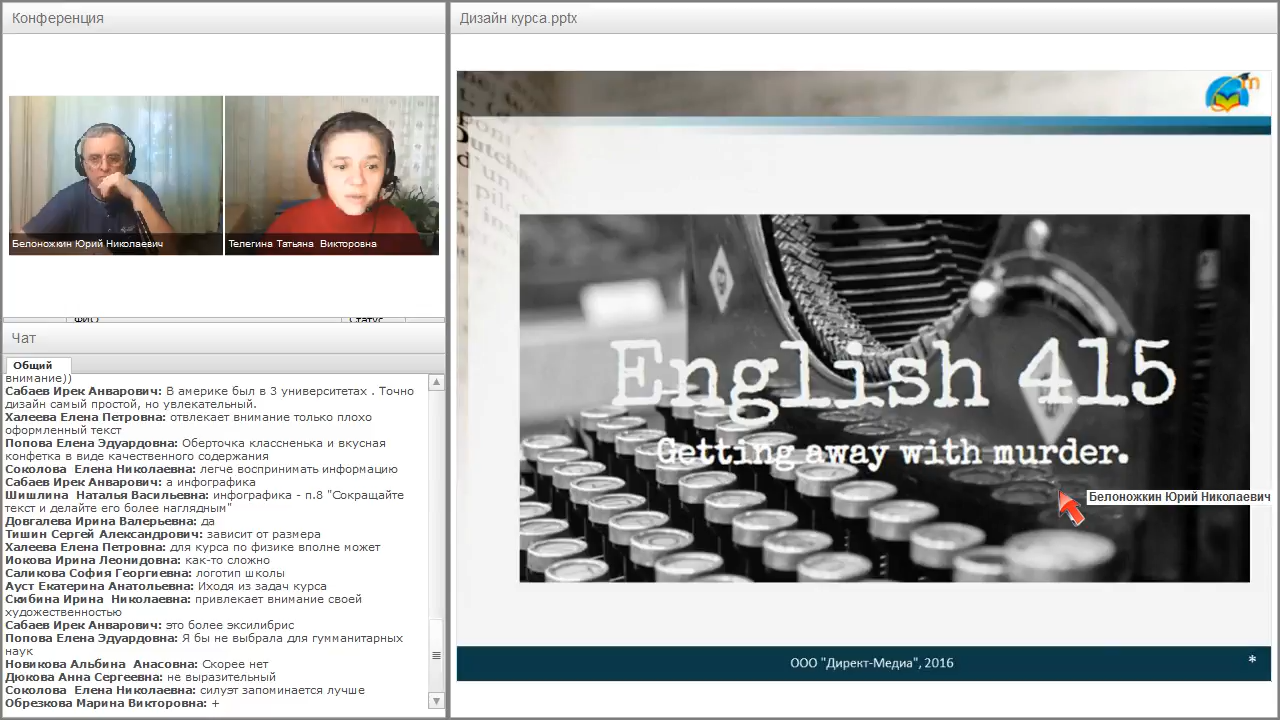 Конференция
Белоножкин Юрий Николаевич
Телегина Татьяна Викторовна
Чат
Общий
внимание))
Сабаев Ирек Анварович: В америке был в 3 университетах . Точно
дизайн самый простой, но увлекательный.
Халеева Елена Петровна: отвлекает внимание только плохо
оформленный текст
Попова Елена Эдуардовна: Оберточка классненька и вкусная
конфетка в виде качественного содержания
Соколова Елена Николаевна: легче воспринимать информацию
Сабаев Ирек Анварович: а инфографика
Шишлина Наталья Васильевна: инфографика - п.8 "Сокращайте
текст и делайте его более наглядным"
Довгалева Ирина Валерьевна: да
Тишин Сергей Александрович: зависит от размера
Халеева Елена Петровна: для курса по физике вполне может
Иокова Ирина Леонидовна: как-то сложно
Саликова София Георгиевна: логотип школы
Ауст Екатерина Анатольевна: Иходя из задач курса
Скибина Ирина Николаевна: привлекает внимание своей
художественностью
Сабаев Ирек Анварович: это более эксилибрис
Попова Елена Эдуардовна: Я бы не выбрала для гумманитарных
наук
Новикова Альбина Анасовна: Скорее нет
Дюкова Анна Сергеевна: не выразительный
Соколова Елена Николаевна: силуэт запоминается лучше
Обрезкова Марина Викторовна: +
Дизайн курса.pptx
English 415
Getting away with murder.
Белоножкин Юрий Николаевич
ООО "Директ-Медиа", 2016
*